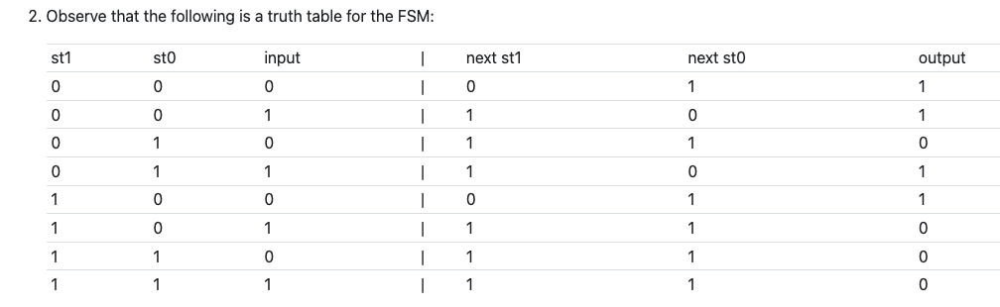 2. Observe that the following is a truth table for the FSM:
st1 st0 input | next st1 next st0 output
0 0 0 | 0 1 1
0 0 1 | 1 0 1
0 1 0 | 1 1 0
0 1 1 | 1 0 1
1 0 0 | 0 1 1
1 0 1 | 1 1 0
1 1 0 | 1 1 0
1 1 1 | 1 1 0